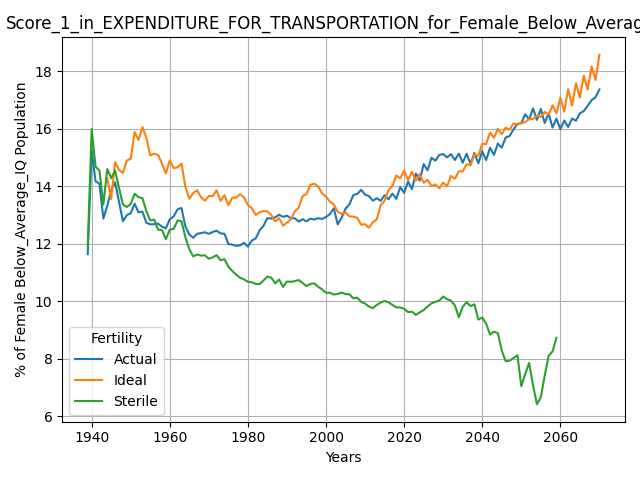 Score_1_in_EXPENDITURE_FOR_TRANSPORTATION_for_Female_Below_Average
% of Female Below_Average_IQ Population
18
16
14
12
10
8
6
Fertility
Actual
Ideal
Sterile
1940 1960 1980 2000 2020 2040 2060
Years